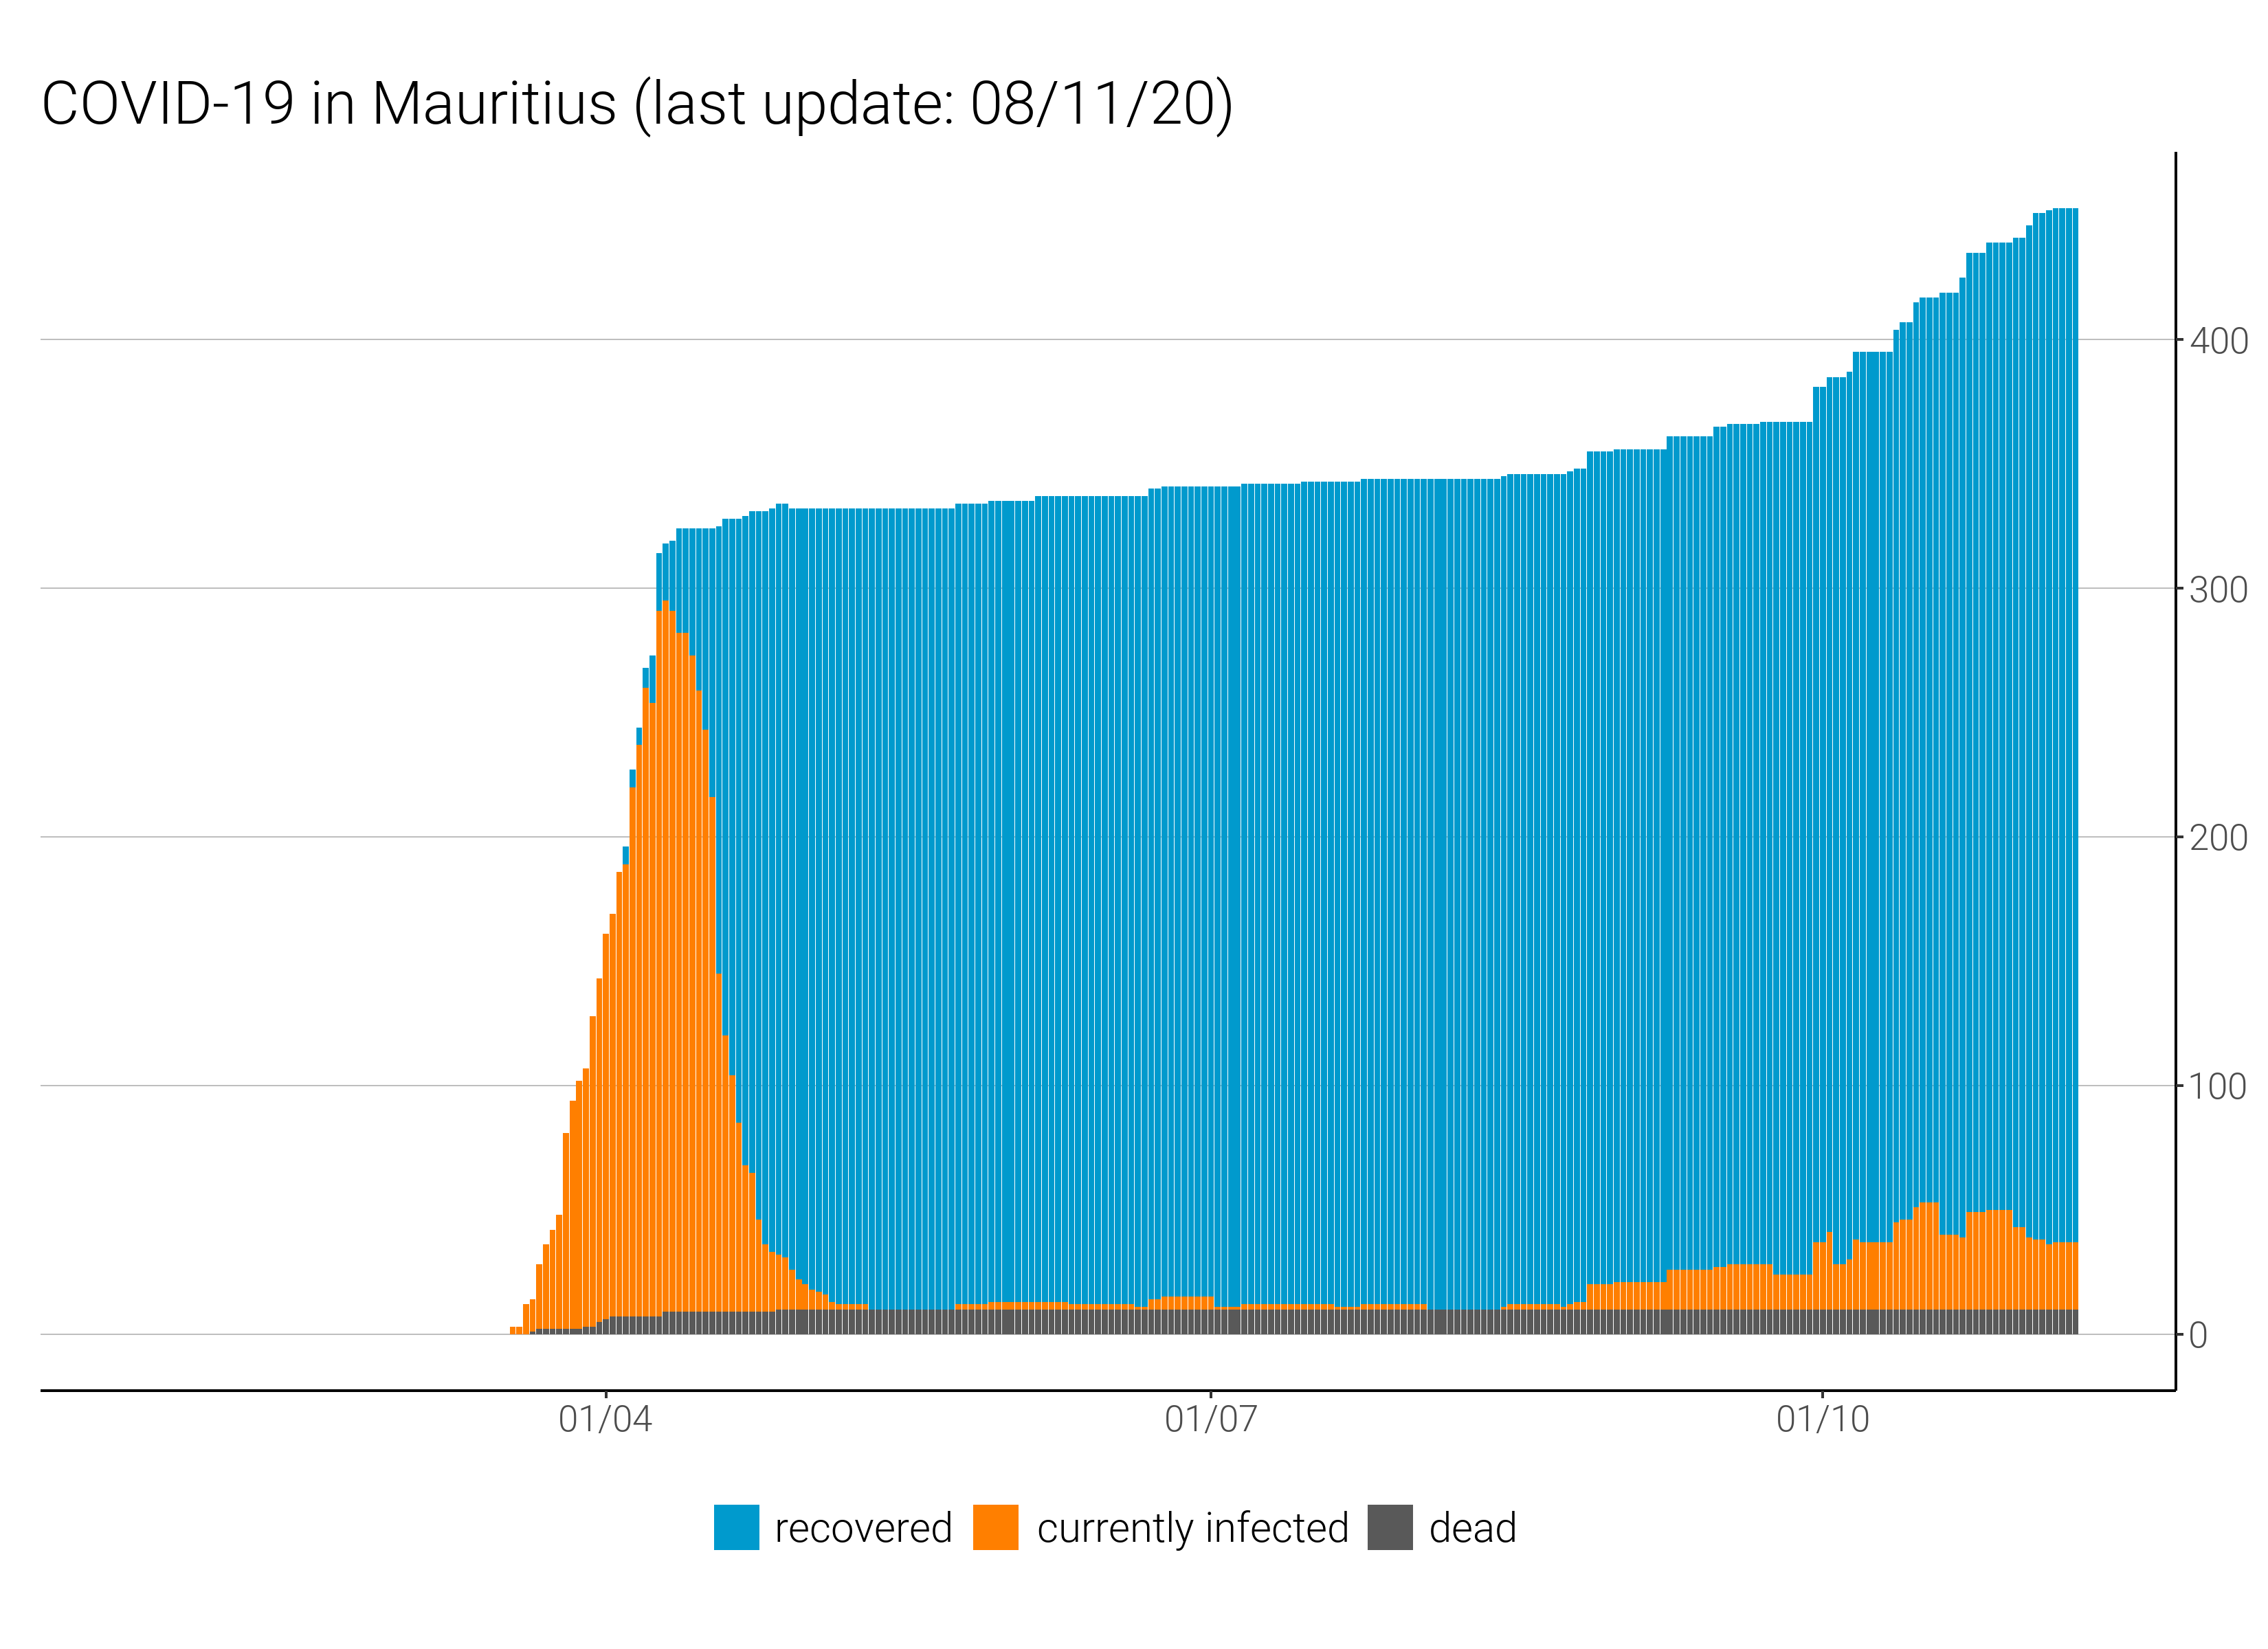 COVID-19 in Mauritius (last update: 08/11/20)
400
300
200
100
0
01/04 01/07 01/10
recovered currently infected dead